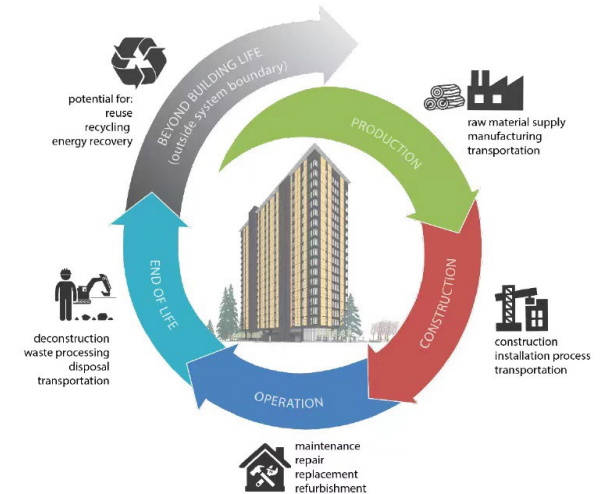 BEYOND BUILDING LIFE
(outside system boundary)
potential for:
reuse
recycling
energy recovery
PRODUCTION
raw material supply
manufacturing
transportation
CONSTRUCTION
construction
installation process
transportation
OPERATION
maintenance
repair
replacement
refurbishment
END OF LIFE
deconstruction
waste processing
disposal
transportation